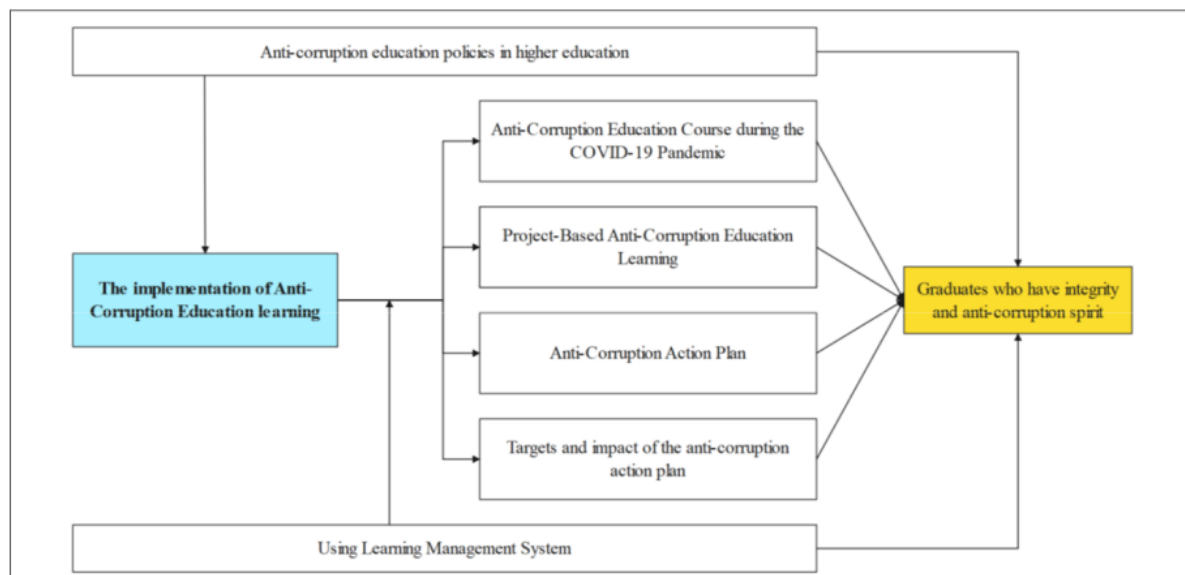 Anti-corruption education policies in higher education
Anti-Corruption Education Course during the
COVID-19 Pandemic
Project-Based Anti-Corruption Education
Learning
The implementation of Anti-
Corruption Education learning
Graduates who have integrity
and anti-corruption spirit
Anti-Corruption Action Plan
Targets and impact of the anti-corruption
action plan
Using Learning Management System